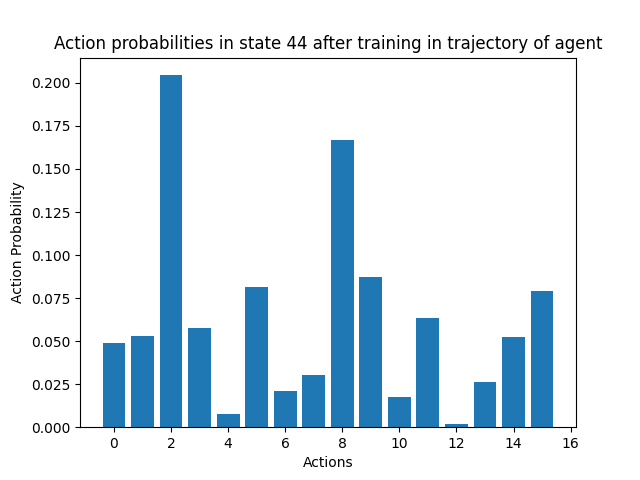 Action probabilities in state 44 after training in trajectory of agent
0.200
0.175
0.150
0.125
0.100
0.075
0.050
0.025
0.000
Action Probability
0 2 4 6 8 10 12 14 16
Actions